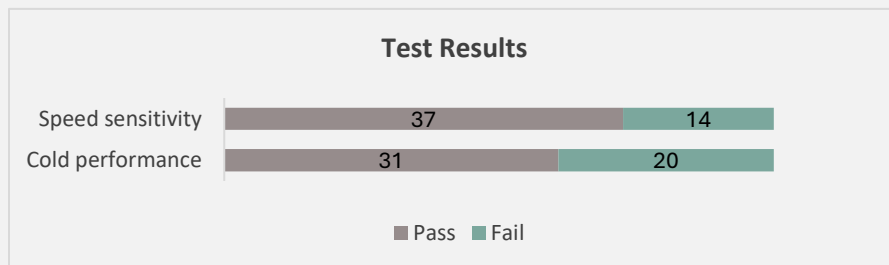 Test Results
Speed sensitivity 37 14
Cold performance 31 20
Pass Fail